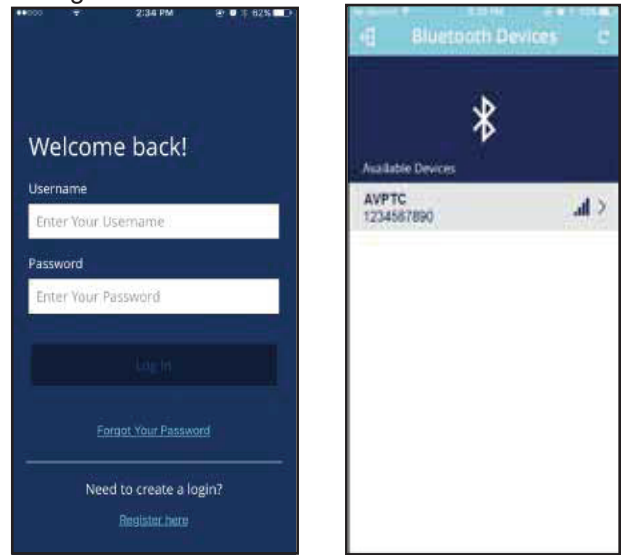 2:34 PM 62%
Welcome back!
Username
Enter Your Username
Password
Enter Your Password
Log In
Forgot Your Password
Need to create a login?
Register here
Bluetooth Devices
Available Devices
AVPTC
1234567890